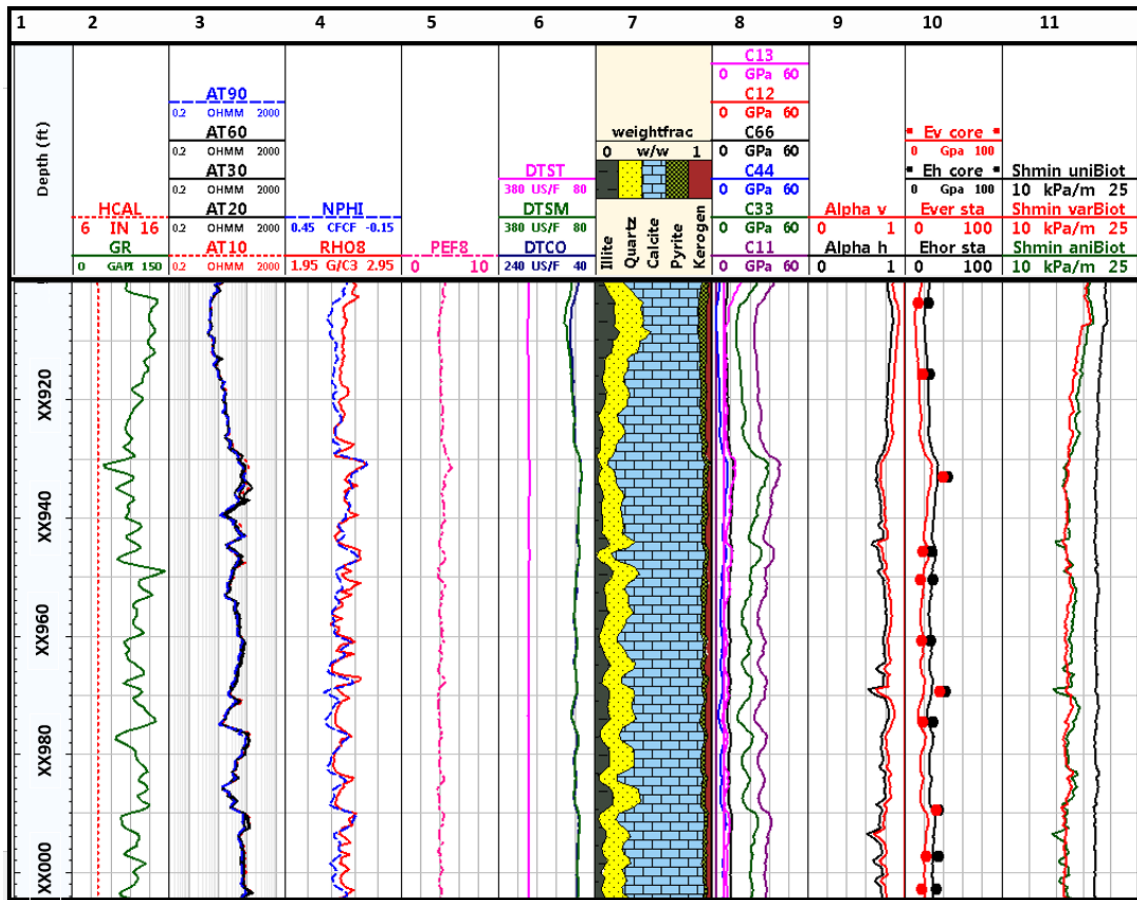 1 2 3 4 5 6 7 8 9 10 11
Depth (ft)
HCAL
6 IN 16
GR
0 GAPI 150
AT90
0.2 OHMM 2000
AT60
0.2 OHMM 2000
AT30
0.2 OHMM 2000
AT20
0.2 OHMM 2000
AT10
0.2 OHMM 2000
NPHI
0.45 CFCF -0.15
RHO8
1.95 G/C3 2.95
PEF8
0 10
DTST
380 US/F 80
DTSM
380 US/F 80
DTCO
240 US/F 40
weightfrac
0 w/w 1
Illite
Quartz
Calcite
Pyrite
Kerogen
C13
0 GPa 60
C12
0 GPa 60
C66
0 GPa 60
C44
0 GPa 60
C33
0 GPa 60
C11
0 GPa 60
Alpha v
0 1
Alpha h
0 1
Ev core
0 Gpa 100
Eh core
0 Gpa 100
Ever sta
0 100
Ehor sta
0 100
Shmin uniBiot
10 kPa/m 25
Shmin varBiot
10 kPa/m 25
Shmin aniBiot
10 kPa/m 25
XX920
XX940
XX960
XX980
XX000